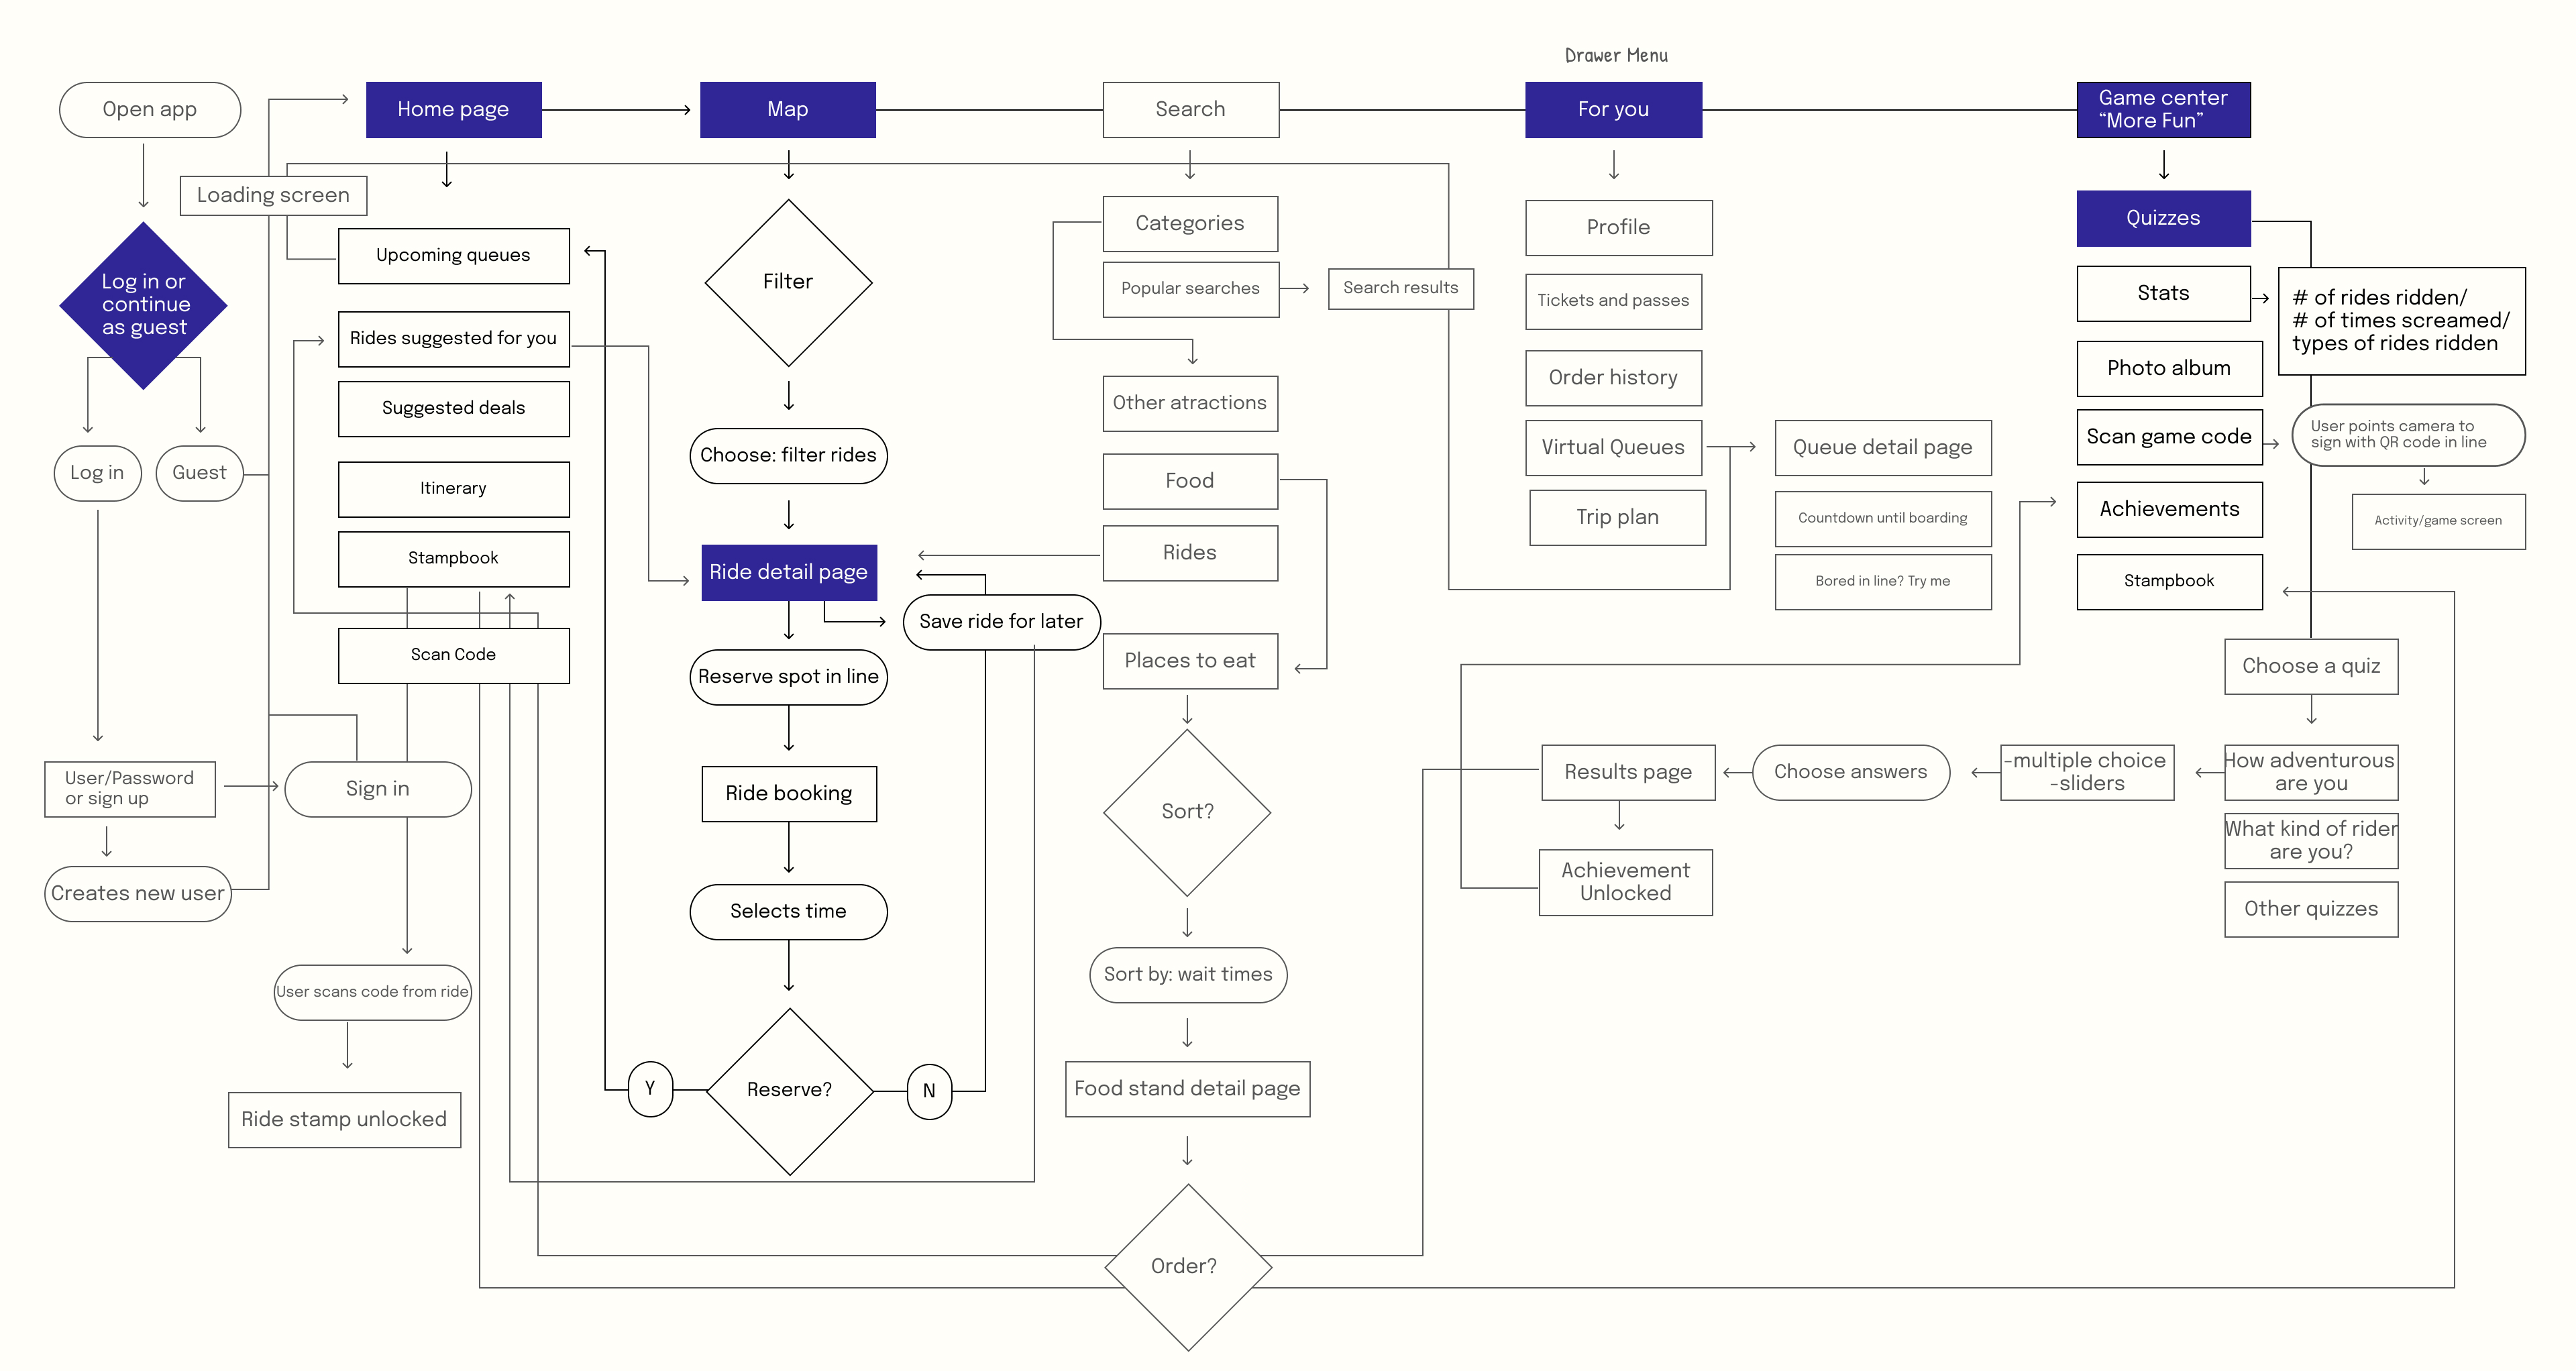 Drawer Menu
Open app
Home page
Map
Search
For you
Game center
“More Fun”
Loading screen
Log in or
continue
as guest
Log in
Guest
User/Password
or sign up
Sign in
Creates new user
User scans code from ride
Ride stamp unlocked
Upcoming queues
Rides suggested for you
Suggested deals
Itinerary
Stampbook
Scan Code
Filter
Choose: filter rides
Ride detail page
Save ride for later
Reserve spot in line
Ride booking
Selects time
Reserve?
Y
N
Categories
Popular searches
Search results
Other atractions
Food
Rides
Places to eat
Sort?
Sort by: wait times
Food stand detail page
Order?
Profile
Tickets and passes
Order history
Virtual Queues
Trip plan
Queue detail page
Countdown until boarding
Bored in line? Try me
Quizzes
Stats
# of rides ridden/
# of times screamed/
types of rides ridden
Photo album
Scan game code
User points camera to
sign with QR code in line
Activity/game screen
Achievements
Stampbook
Choose a quiz
How adventurous
are you
What kind of rider
are you?
Other quizzes
-multiple choice
-sliders
Choose answers
Results page
Achievement
Unlocked